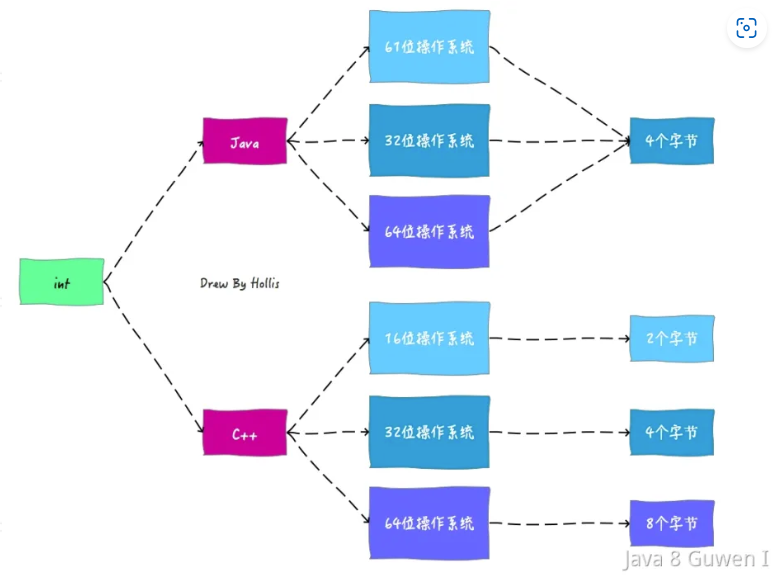 61位操作系统
Java
32位操作系统
4个字节
64位操作系统
int
Drew By Hollis
16位操作系统
2个字节
C++
32位操作系统
4个字节
64位操作系统
8个字节
Java 8 Guwen I